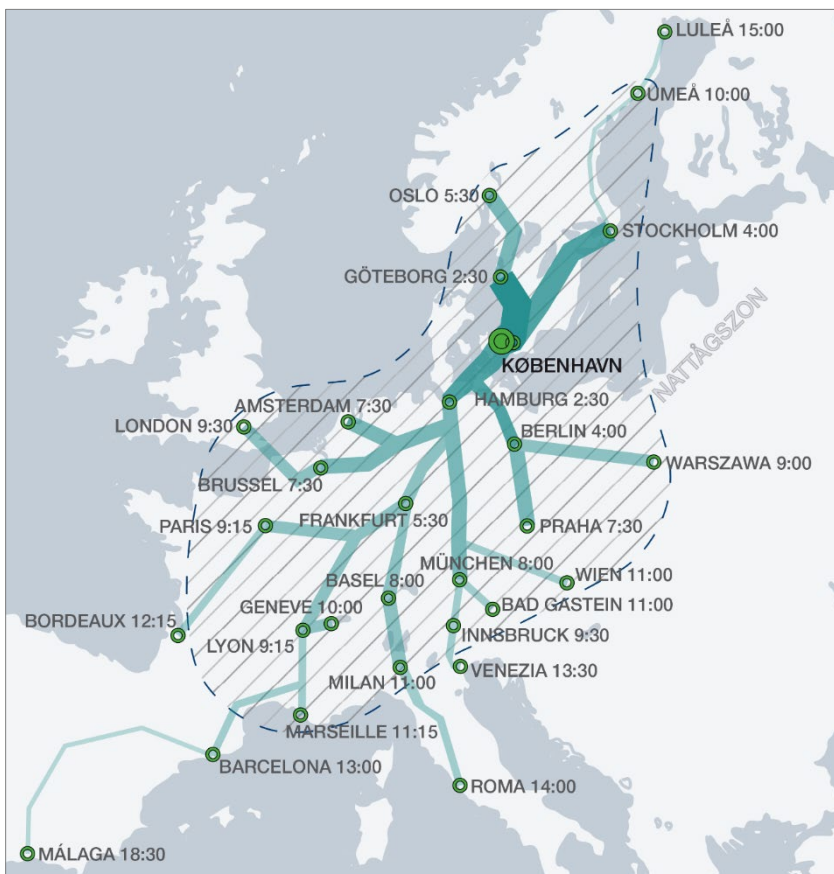 LULEÅ 15:00
UMEÅ 10:00
OSLO 5:30
STOCKHOLM 4:00
GÖTEBORG 2:30
NATTÅGSZON
KØBENHAVN
HAMBURG 2:30
AMSTERDAM 7:30
LONDON 9:30
BERLIN 4:00
WARSZAWA 9:00
BRUSSEL 7:30
FRANKFURT 5:30
PARIS 9:15
PRAHA 7:30
MÜNCHEN 8:00
WIEN 11:00
BASEL 8:00
BAD GASTEIN 11:00
GENEVE 10:00
BORDEAUX 12:15
INNSBRUCK 9:30
LYON 9:15
VENEZIA 13:30
MILAN 11:00
MARSEILLE 11:15
BARCELONA 13:00
ROMA 14:00
MÁLAGA 18:30